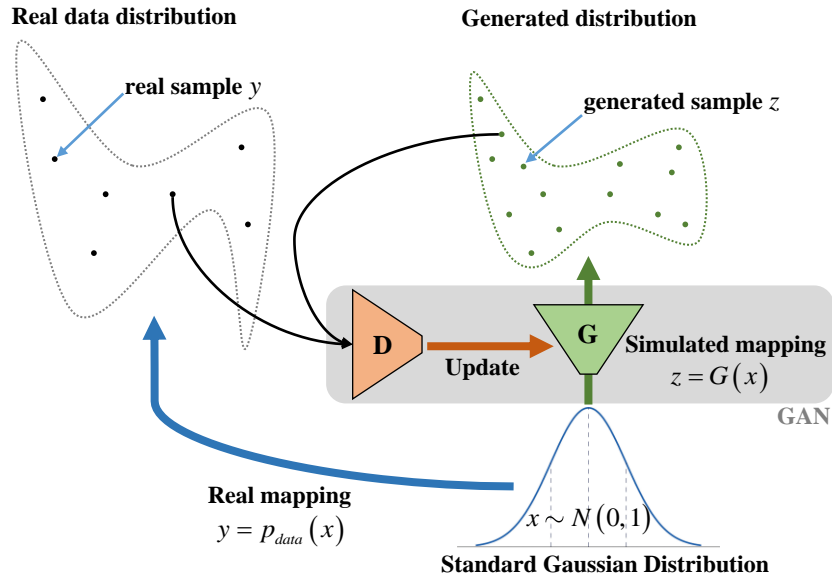 Real data distribution
Generated distribution
real sample y
generated sample z
D
G
Update
Simulated mapping
z = G(x)
GAN
Real mapping
y = p_data(x)
x ~ N(0,1)
Standard Gaussian Distribution